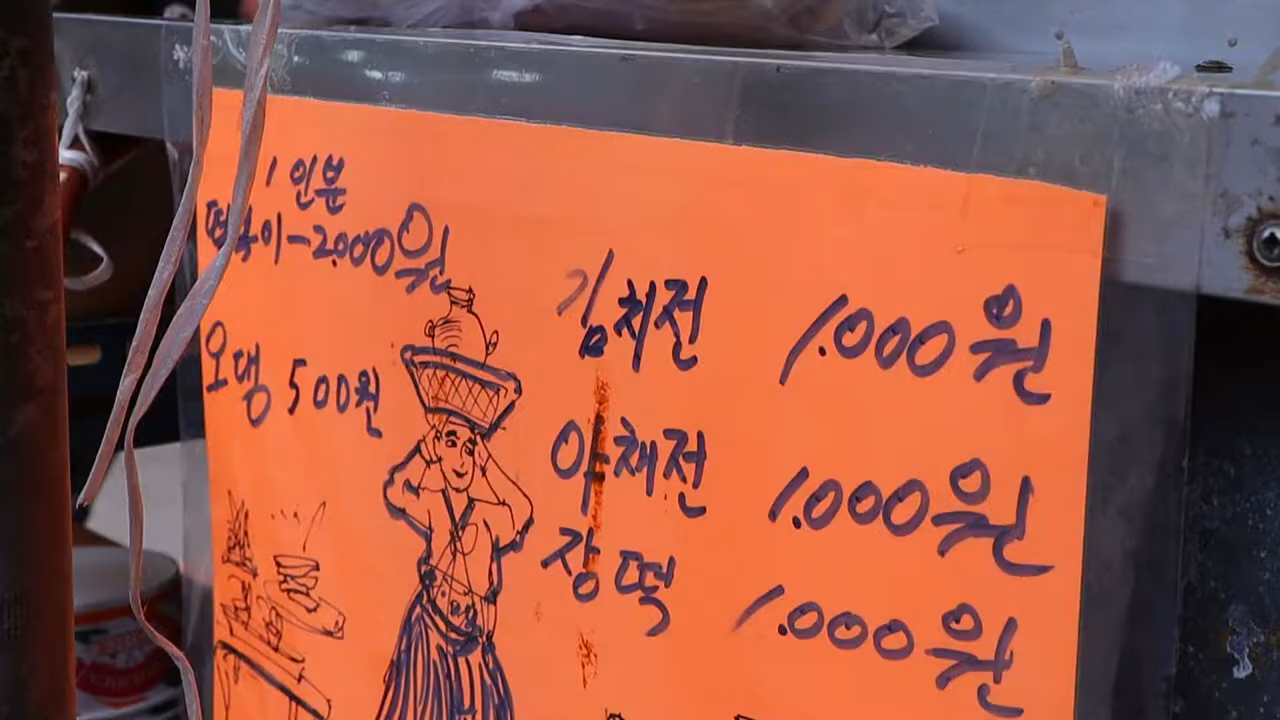 1 인분
떡볶이-2000원
오댕 500원
김치전 1.000원
야채전 1.000원
장떡 1.000원